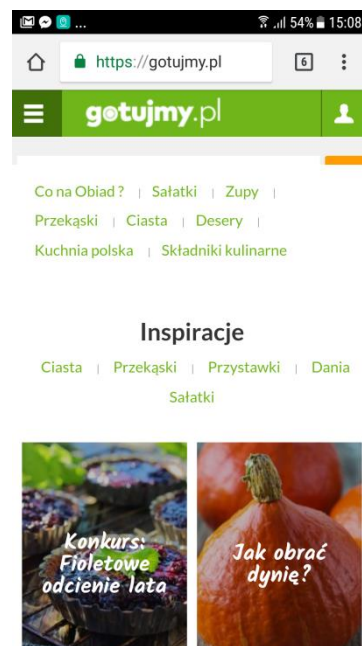 ... 54% 15:08
https://gotujmy.pl 6
gotujmy.pl
Co na Obiad ? | Sałatki | Zupy |
Przekąski | Ciasta | Desery |
Kuchnia polska | Składniki kulinarne
Inspiracje
Ciasta | Przekąski | Przystawki | Dania
Sałatki
Konkurs:
Fioletowe
odcienie lata
Jak obrać
dynię?